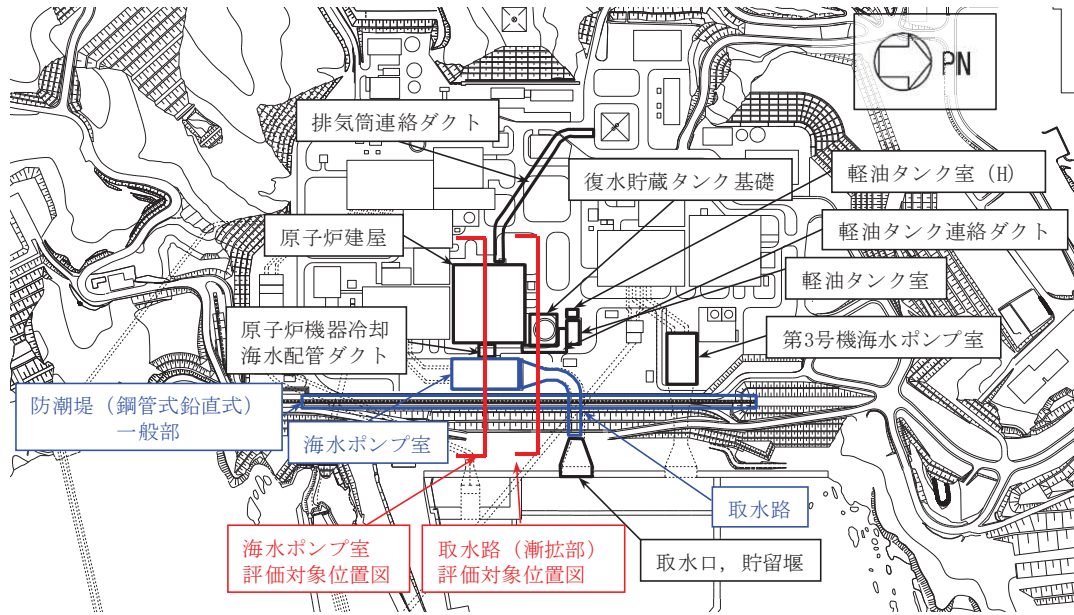 PN
排気筒連絡ダクト
復水貯蔵タンク基礎
軽油タンク室 (H)
原子炉建屋
軽油タンク連絡ダクト
軽油タンク室
原子炉機器冷却
海水配管ダクト
第3号機海水ポンプ室
防潮堤（鋼管式鉛直式）
一般部
海水ポンプ室
取水路
海水ポンプ室
評価対象位置図
取水路（漸拡部）
評価対象位置図
取水口，貯留堰